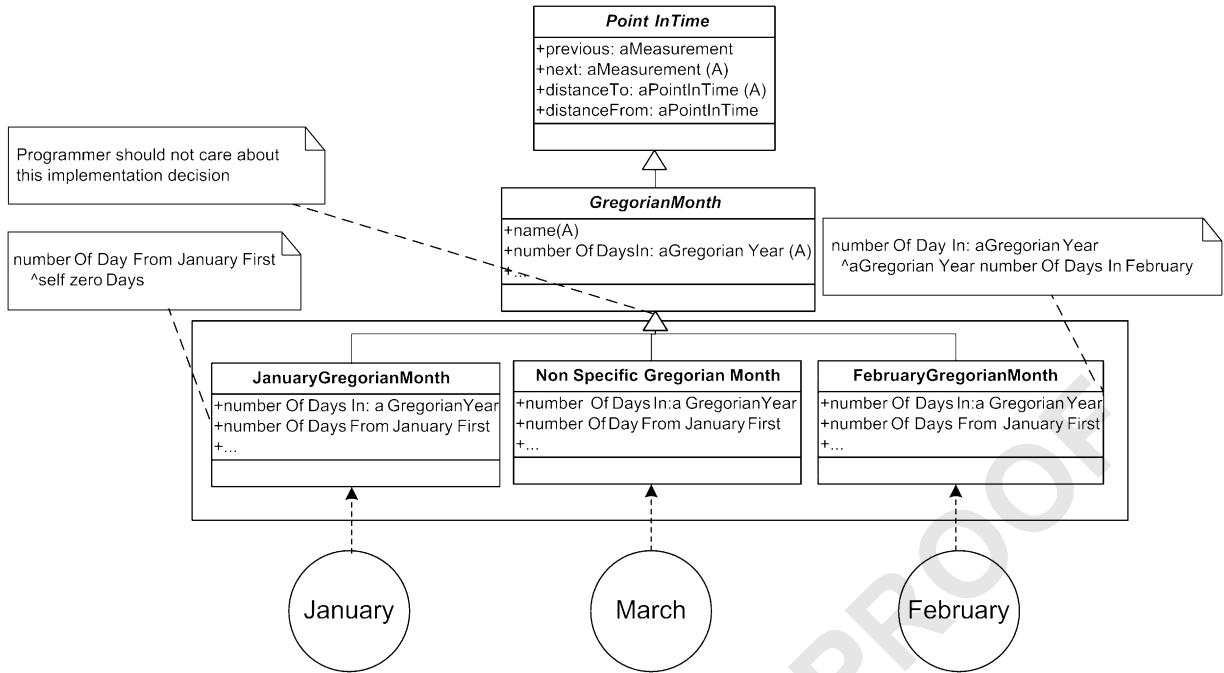 Point InTime
+previous: aMeasurement
+next: aMeasurement (A)
+distanceTo: aPointInTime (A)
+distanceFrom: aPointInTime
Programmer should not care about
this implementation decision
GregorianMonth
+name(A)
+number Of DaysIn: aGregorian Year (A)
+...
number Of Day From January First
^self zero Days
number Of Day In: aGregorian Year
^aGregorian Year number Of Days In February
JanuaryGregorianMonth
+number Of Days In: a GregorianYear
+number Of Days From January First
+...
Non Specific Gregorian Month
+number Of Days In:a GregorianYear
+number Of Day From January First
+...
FebruaryGregorianMonth
+number Of Days In:a GregorianYear
+number Of Days From January First
+...
January
March
February
PROOF